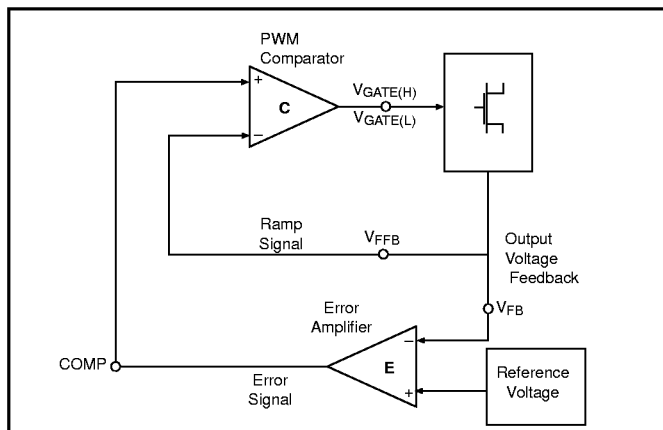 PWM
Comparator
+
C
−
VGATE(H)
VGATE(L)
Ramp
Signal
VFFB
Output
Voltage
Feedback
VFB
Error
Amplifier
−
E
+
COMP
Error
Signal
Reference
Voltage